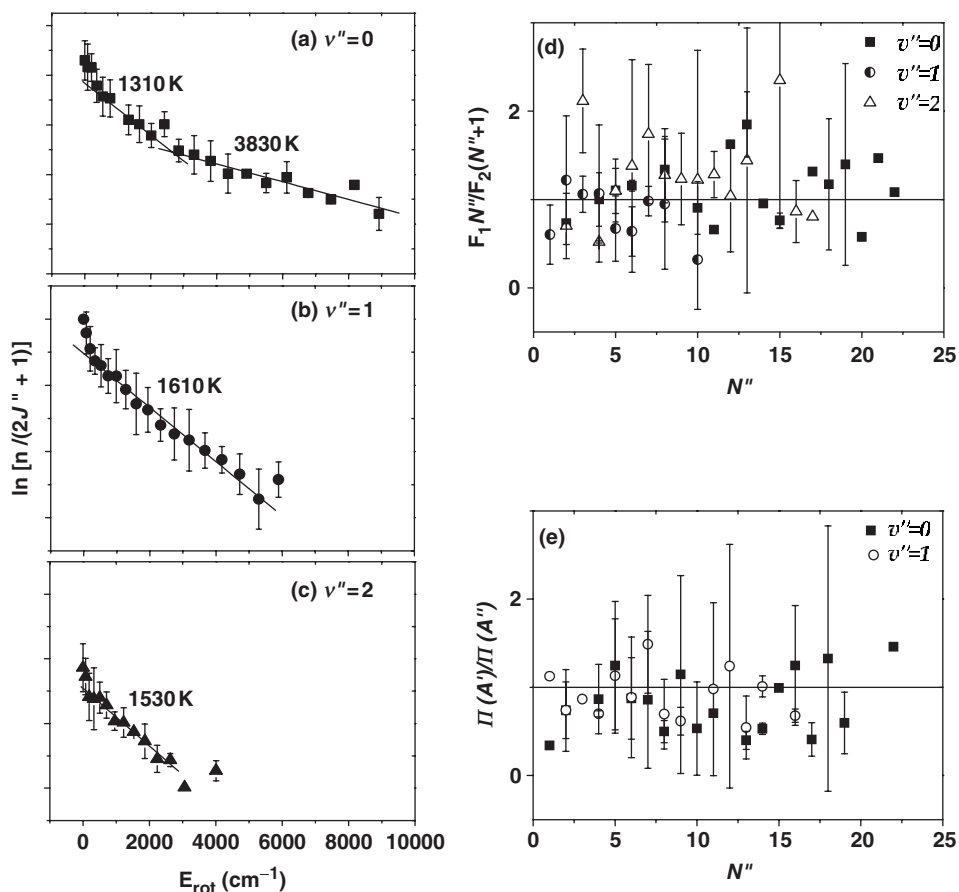 (a) ν"=0
1310 K
3830 K
(b) ν"=1
1610 K
(c) ν"=2
1530 K
ln [n /(2J" + 1)]
0 2000 4000 6000 8000 10000
E_rot (cm⁻¹)
(d)
v"=0
v"=1
v"=2
F₁N"/F₂(N"+1)
2
1
0
0 5 10 15 20 25
N"
(e)
v"=0
v"=1
Π(A')/Π(A")
2
1
0
0 5 10 15 20 25
N"